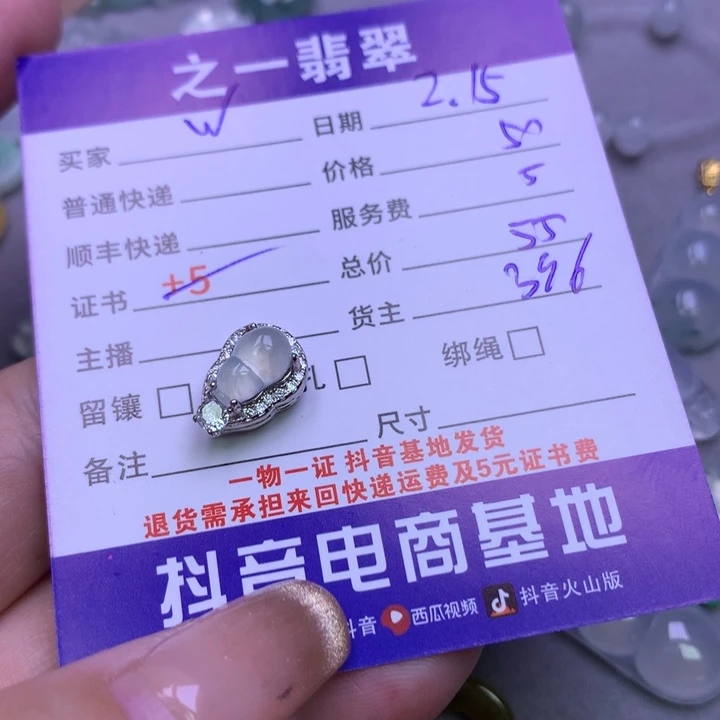 之一翡翠
买家 W 日期 2.15
普通快递 价格 50
顺丰快递 服务费 5
证书 +5 总价 55
主播 货主 396
留镶 孔 绑绳
备注 尺寸
一物一证 抖音基地发货
退货需承担来回快递运费及5元证书费
抖音电商基地
抖音 西瓜视频 抖音火山版